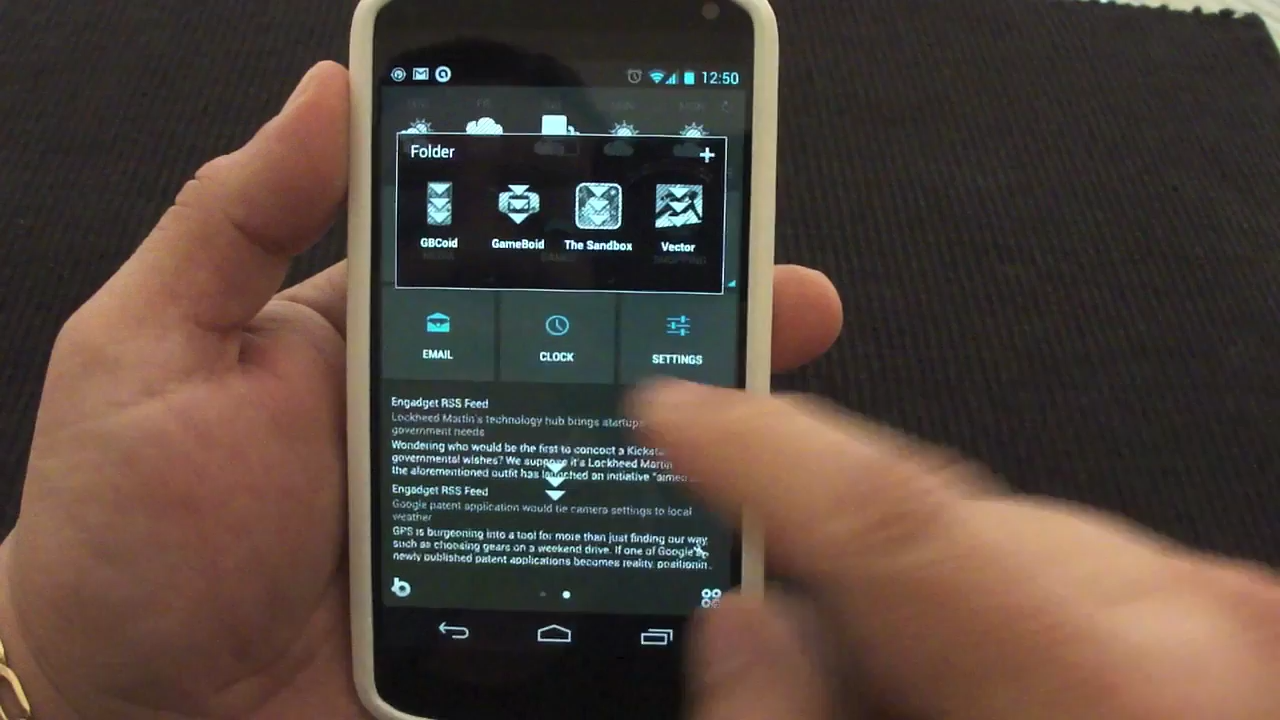 12:50
Folder +
GBCoid GameBoid The Sandbox Vector
EMAIL CLOCK SETTINGS
Engadget RSS Feed
Lockheed Martin's technology hub brings startups
government needs
Wondering who would be the first to concoct a Kicksta
governmental wishes? We suppose it's Lockheed Martin
the aforementioned outfit has launched an initiative "aimed
Engadget RSS Feed
Google patent application would tie camera settings to local
weather
GPS is burgeoning into a tool for more than just finding our way,
such as choosing gears on a weekend drive. If one of Google's
newly published patent applications becomes reality, positionin